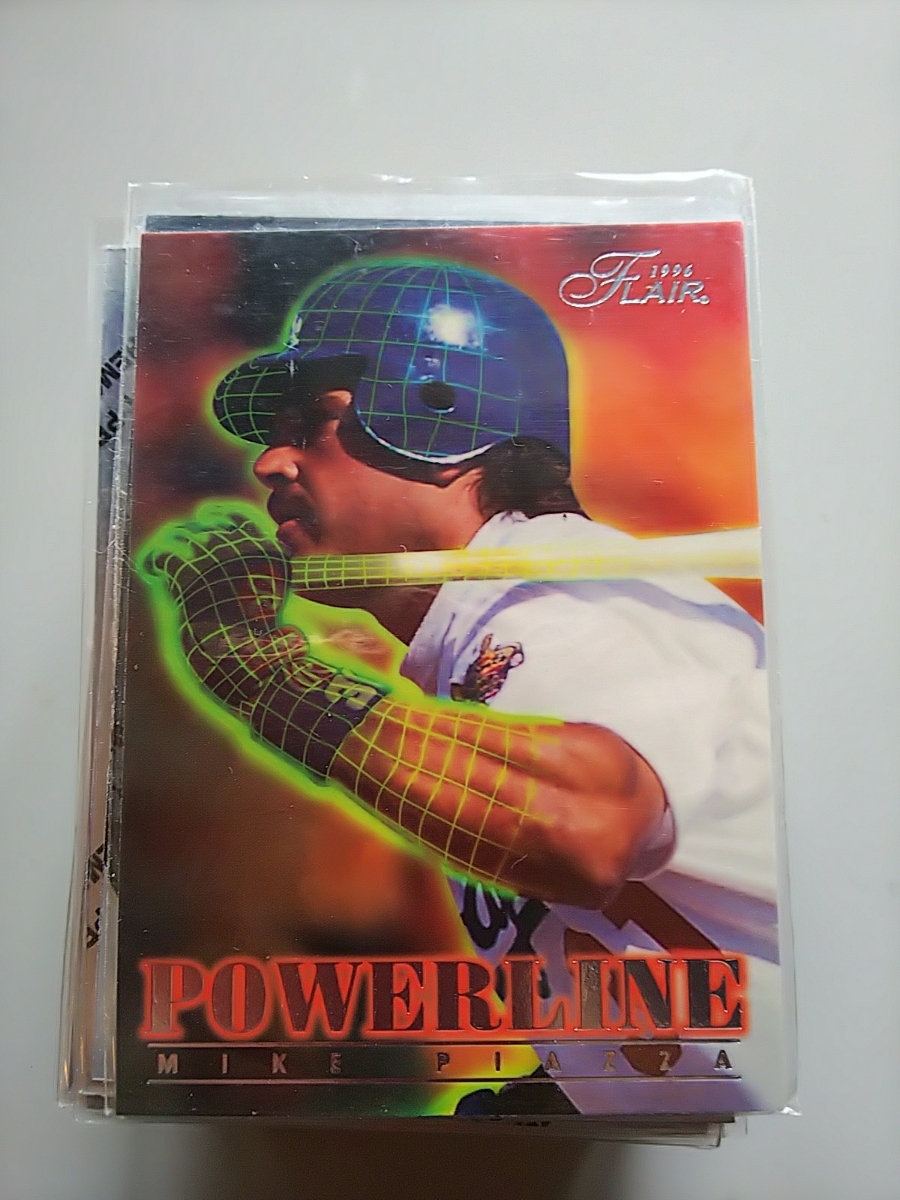 1996
FLAIR
POWERLINE
MIKE PIAZZA